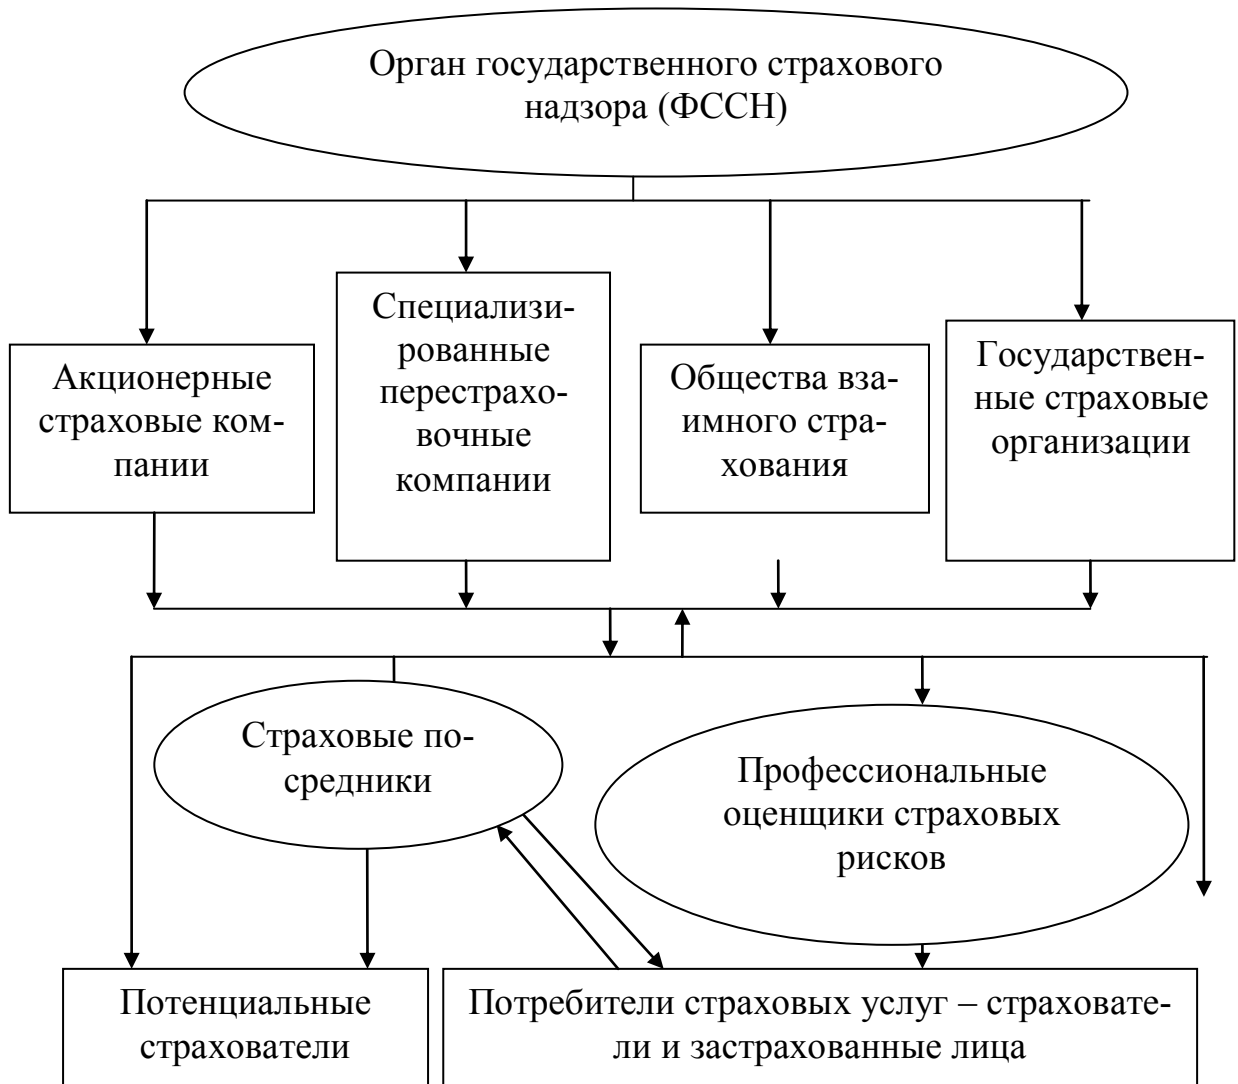 Орган государственного страхового
надзора (ФССН)
Акционерные
страховые ком-
пании
Специализи-
рованные
перестрахо-
вочные
компании
Общества вза-
имного стра-
хования
Государствен-
ные страховые
организации
Страховые по-
средники
Профессиональные
оценщики страховых
рисков
Потенциальные
страхователи
Потребители страховых услуг – страховате-
ли и застрахованные лица